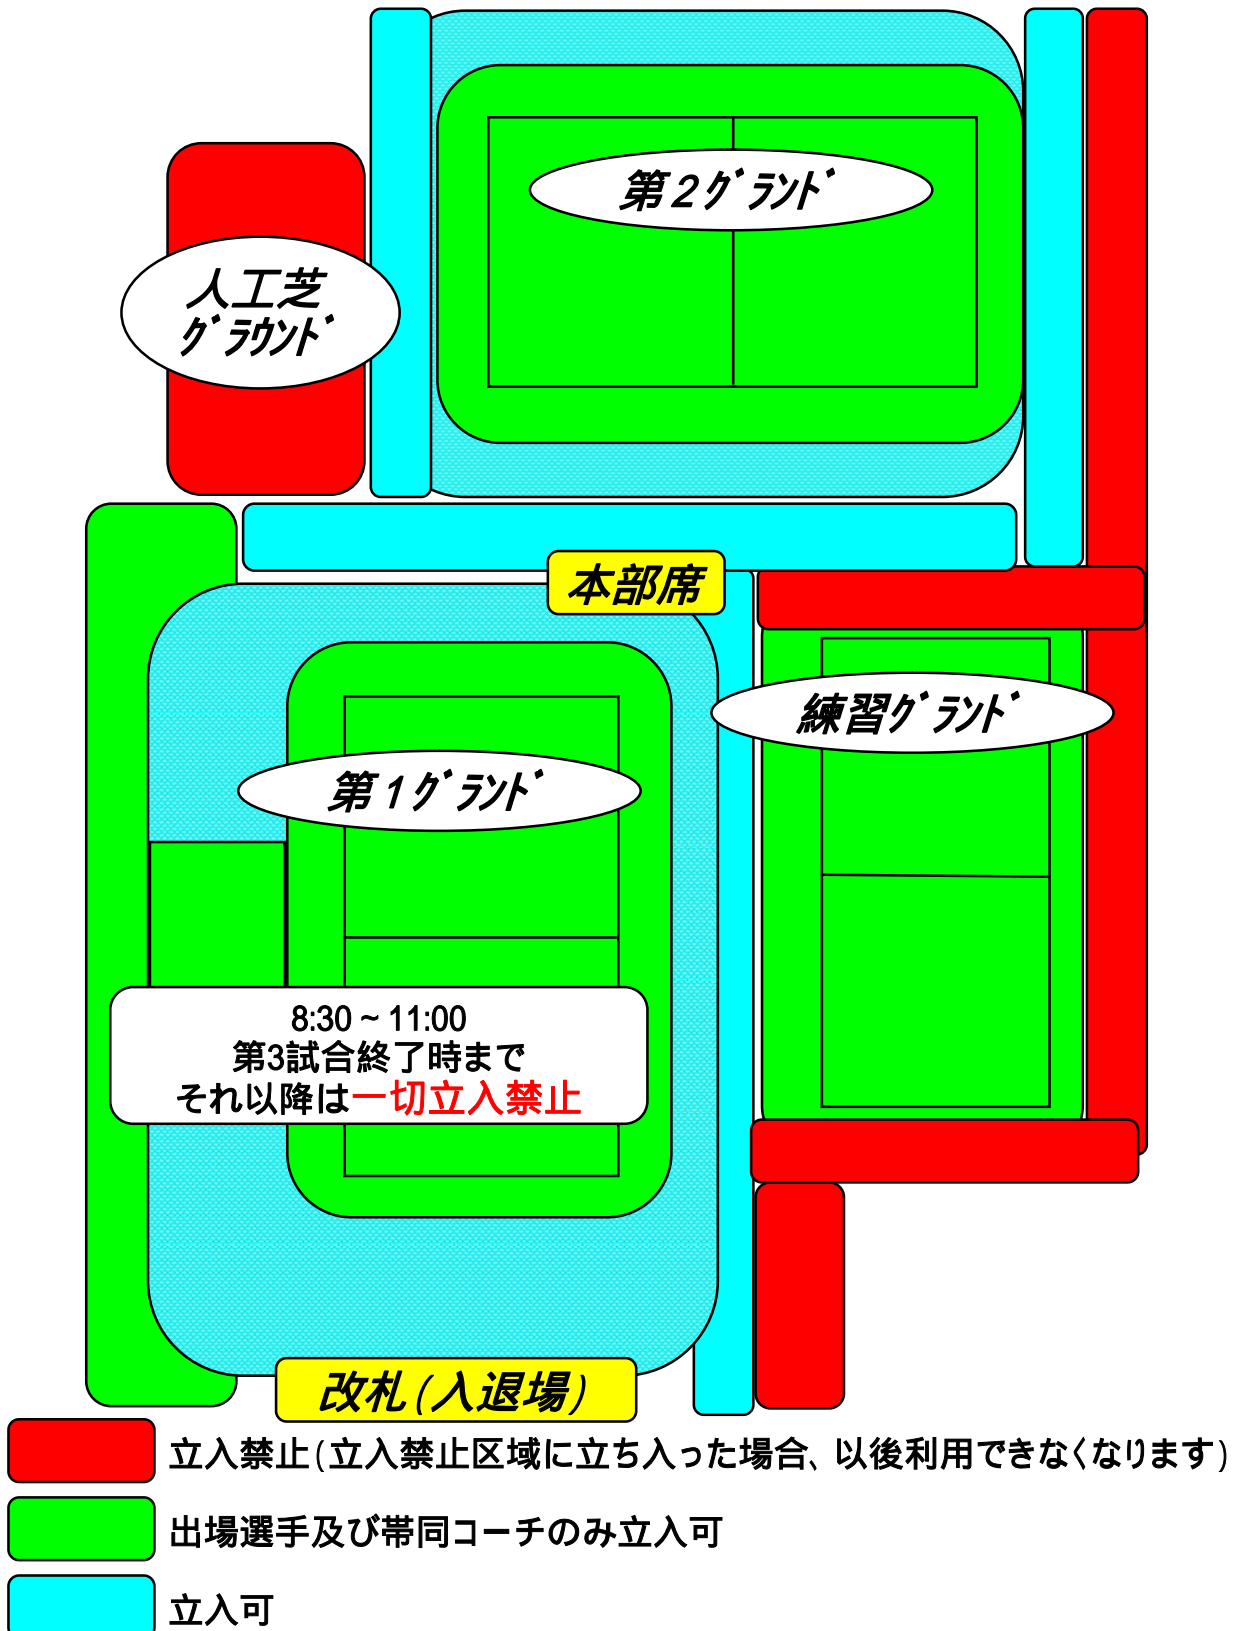 第２ｸﾞﾗﾝﾄﾞ
人工芝
ｸﾞﾗｳﾝﾄﾞ
本部席
練習ｸﾞﾗﾝﾄﾞ
第１ｸﾞﾗﾝﾄﾞ
8:30～11:00
第3試合終了時まで
それ以降は一切立入禁止
改札(入退場)
立入禁止(立入禁止区域に立ち入った場合、以後利用できなくなります)
出場選手及び帯同コーチのみ立入可
立入可